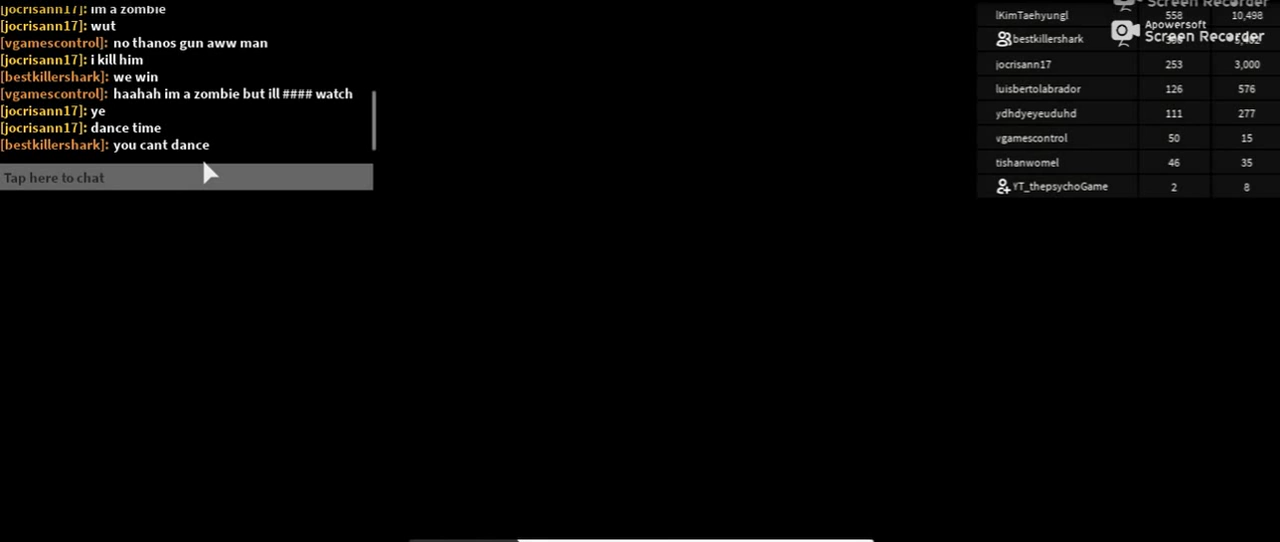 [jocrisann17]: im a zombie
[jocrisann17]: wut
[vgamescontrol]: no thanos gun aww man
[jocrisann17]: i kill him
[bestkillershark]: we win
[vgamescontrol]: haahah im a zombie but ill #### watch
[jocrisann17]: ye
[jocrisann17]: dance time
[bestkillershark]: you cant dance
Tap here to chat
Screen Recorder
lKimTaehyungl 558 10,498
Apowersoft
Screen Recorder
bestkillershark
jocrisann17 253 3,000
luisbertolabrador 126 576
ydhdyeyeuduhd 111 277
vgamescontrol 50 15
tishanwomel 46 35
YT_thepsychoGame 2 8